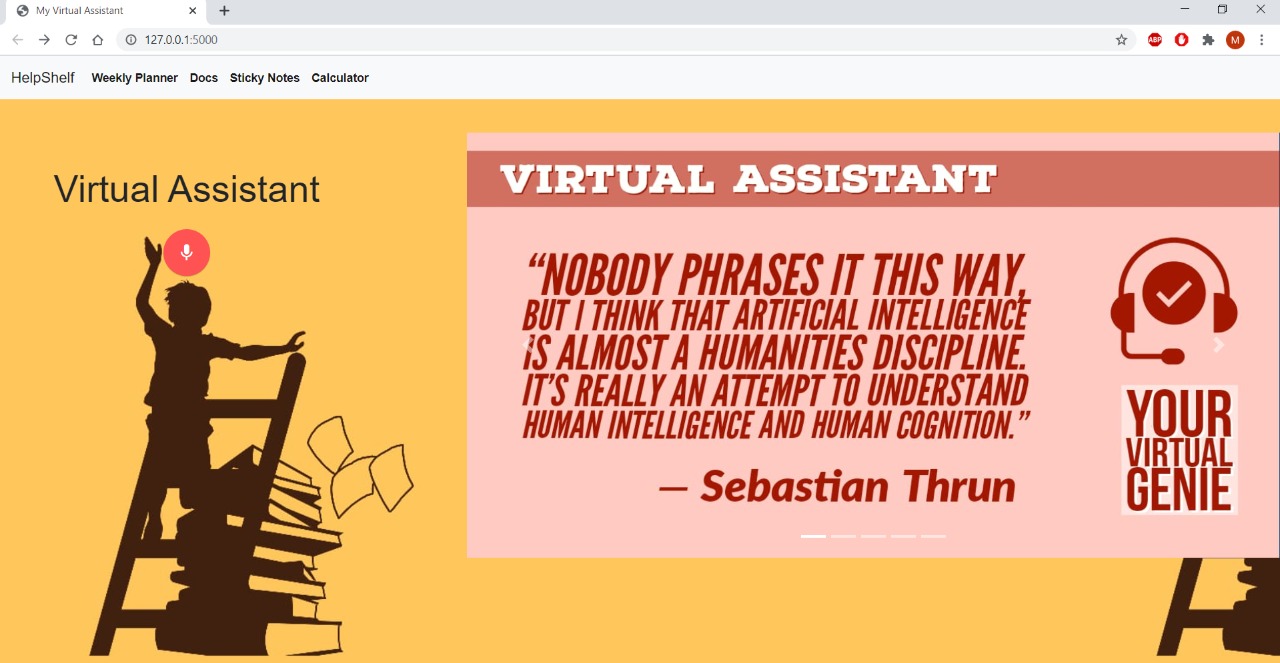 My Virtual Assistant
127.0.0.1:5000
ABP
M
HelpShelf Weekly Planner Docs Sticky Notes Calculator
Virtual Assistant
VIRTUAL ASSISTANT
“NOBODY PHRASES IT THIS WAY,
BUT I THINK THAT ARTIFICIAL INTELLIGENCE
IS ALMOST A HUMANITIES DISCIPLINE.
IT’S REALLY AN ATTEMPT TO UNDERSTAND
HUMAN INTELLIGENCE AND HUMAN COGNITION.”
— Sebastian Thrun
YOUR
VIRTUAL
GENIE